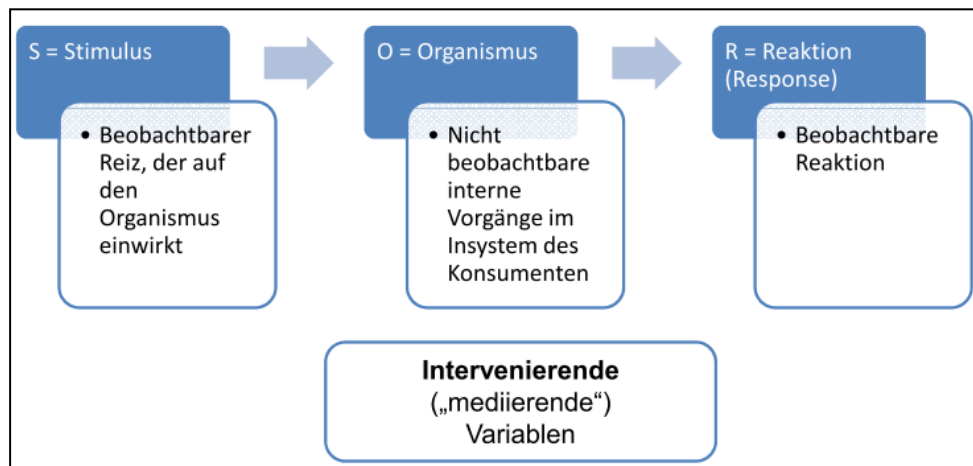 S = Stimulus
• Beobachtbarer
Reiz, der auf
den
Organismus
einwirkt
O = Organismus
• Nicht
beobachtbare
interne
Vorgänge im
Insystem des
Konsumenten
R = Reaktion
(Response)
• Beobachtbare
Reaktion
Intervenierende
(„mediierende“)
Variablen